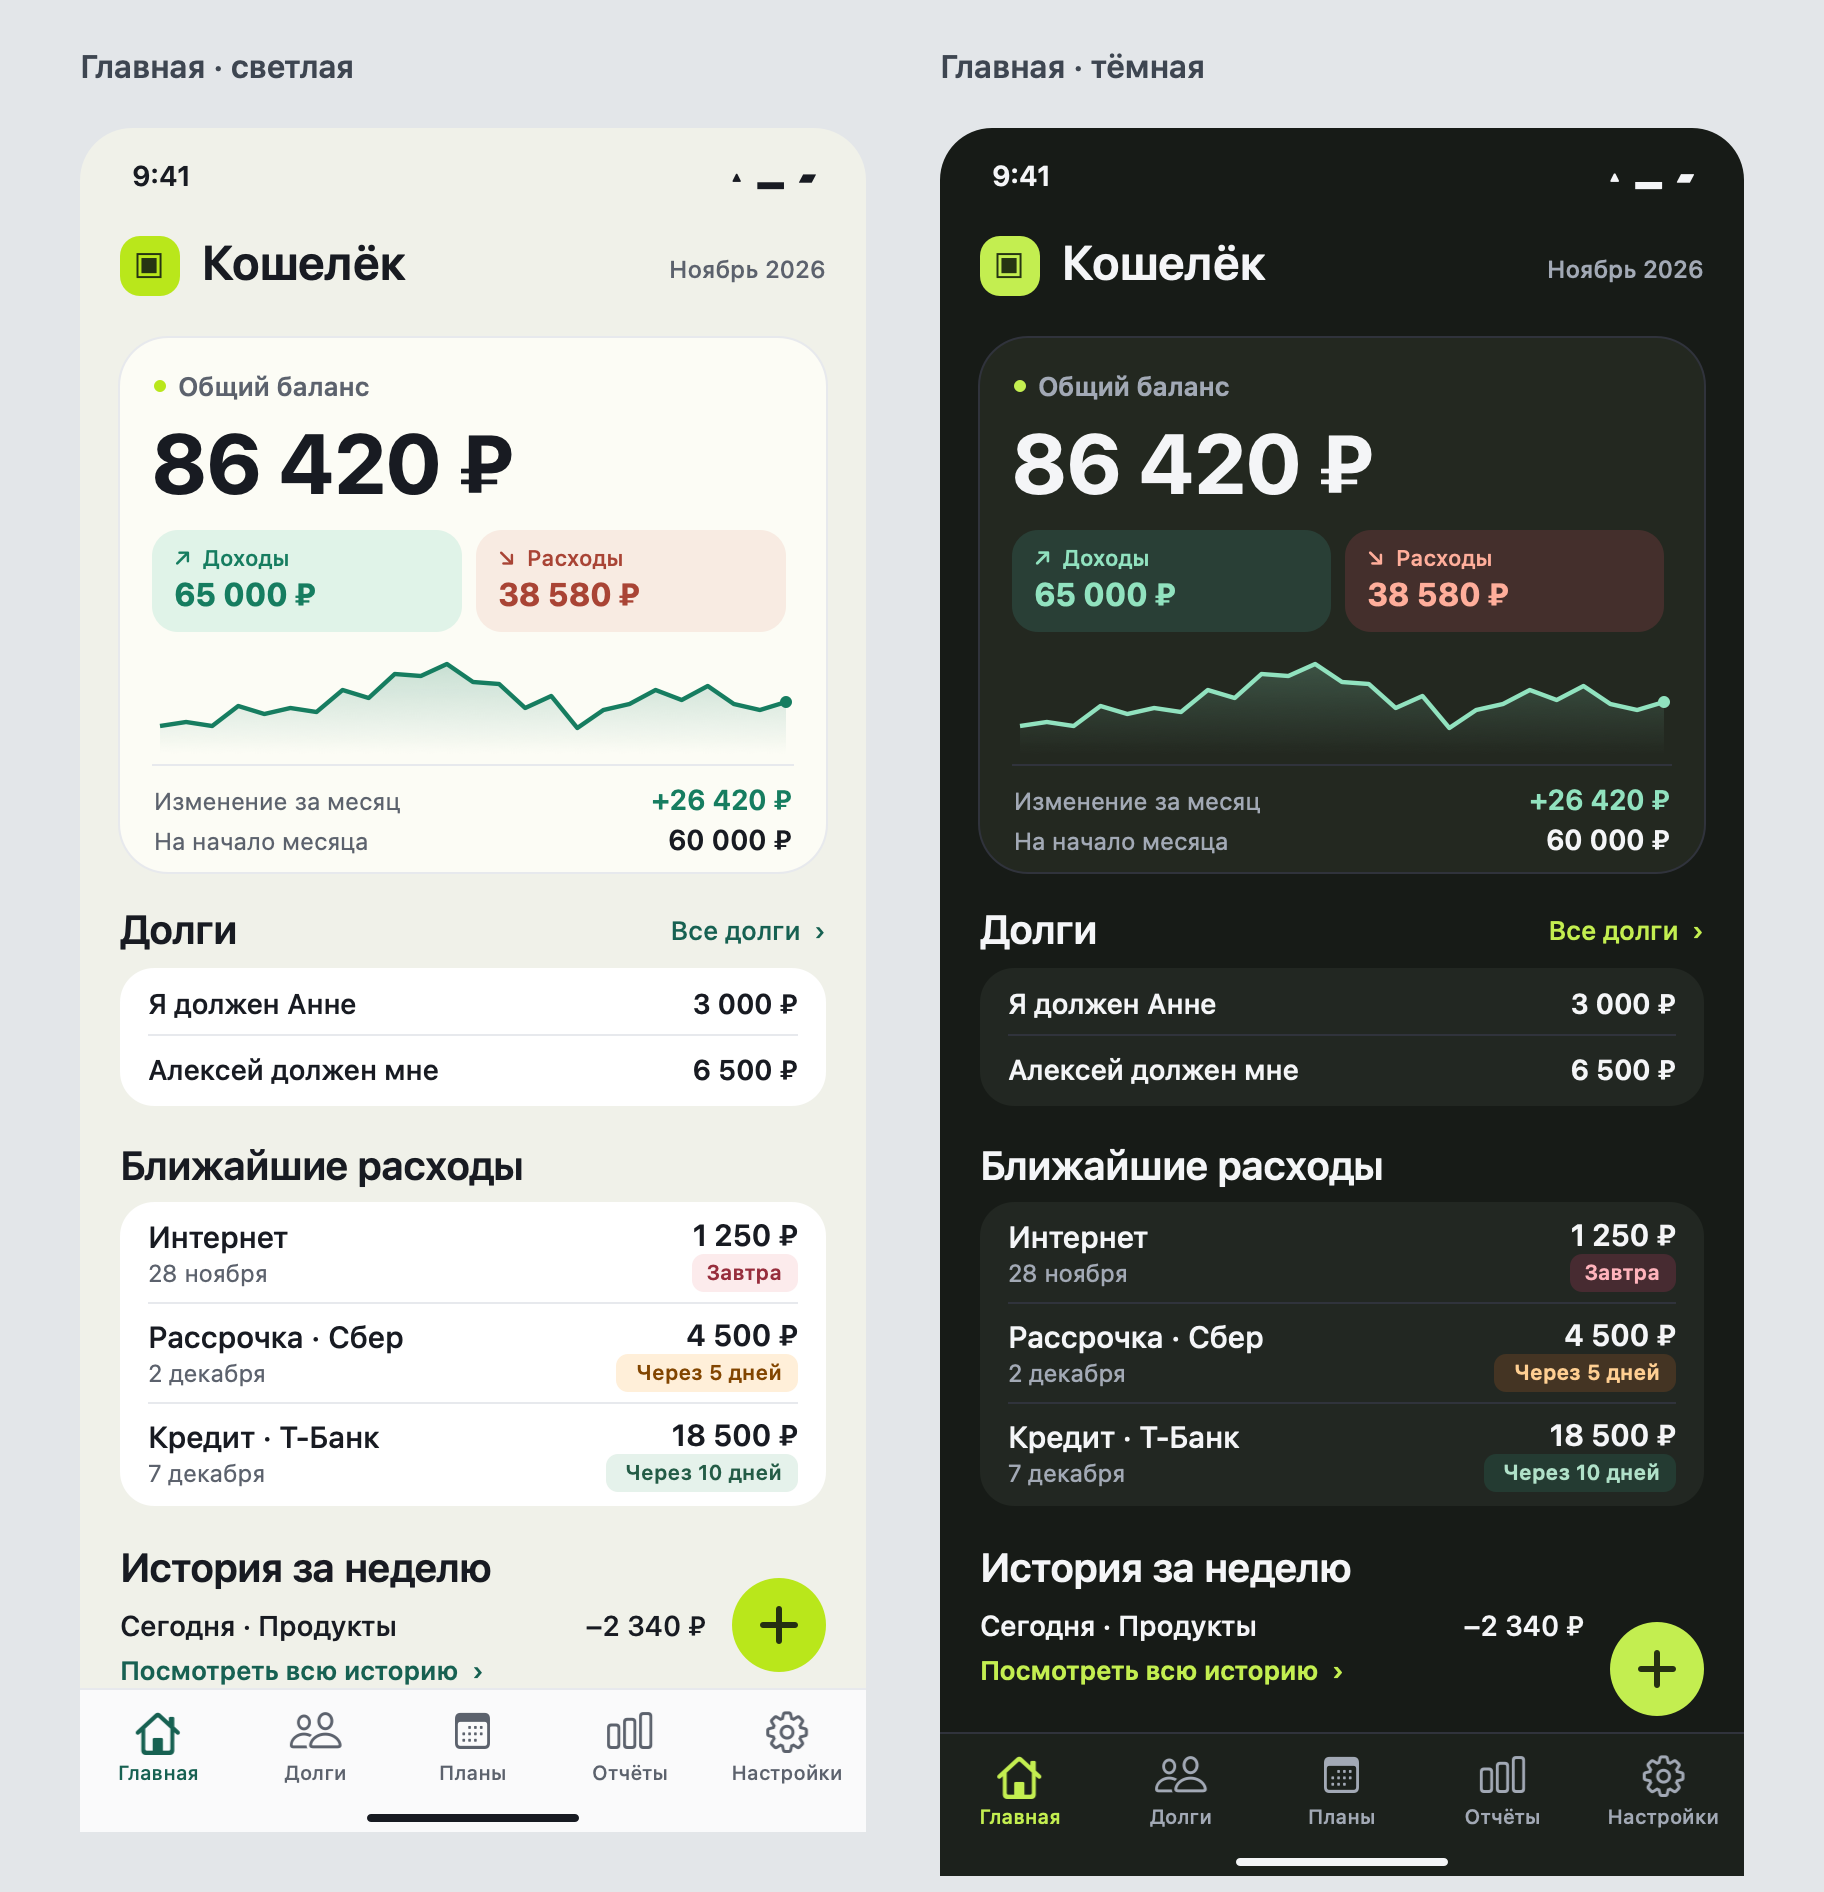 Главная · светлая
9:41
Кошелёк
Ноябрь 2026
Общий баланс
86 420 ₽
↗ Доходы
65 000 ₽
↘ Расходы
38 580 ₽
Изменение за месяц +26 420 ₽
На начало месяца 60 000 ₽
Долги Все долги ›
Я должен Анне 3 000 ₽
Алексей должен мне 6 500 ₽
Ближайшие расходы
Интернет 1 250 ₽
28 ноября Завтра
Рассрочка · Сбер 4 500 ₽
2 декабря Через 5 дней
Кредит · Т-Банк 18 500 ₽
7 декабря Через 10 дней
История за неделю
Сегодня · Продукты −2 340 ₽
Посмотреть всю историю ›
Главная Долги Планы Отчёты Настройки
Главная · тёмная
9:41
Кошелёк
Ноябрь 2026
Общий баланс
86 420 ₽
↗ Доходы
65 000 ₽
↘ Расходы
38 580 ₽
Изменение за месяц +26 420 ₽
На начало месяца 60 000 ₽
Долги Все долги ›
Я должен Анне 3 000 ₽
Алексей должен мне 6 500 ₽
Ближайшие расходы
Интернет 1 250 ₽
28 ноября Завтра
Рассрочка · Сбер 4 500 ₽
2 декабря Через 5 дней
Кредит · Т-Банк 18 500 ₽
7 декабря Через 10 дней
История за неделю
Сегодня · Продукты −2 340 ₽
Посмотреть всю историю ›
Главная Долги Планы Отчёты Настройки